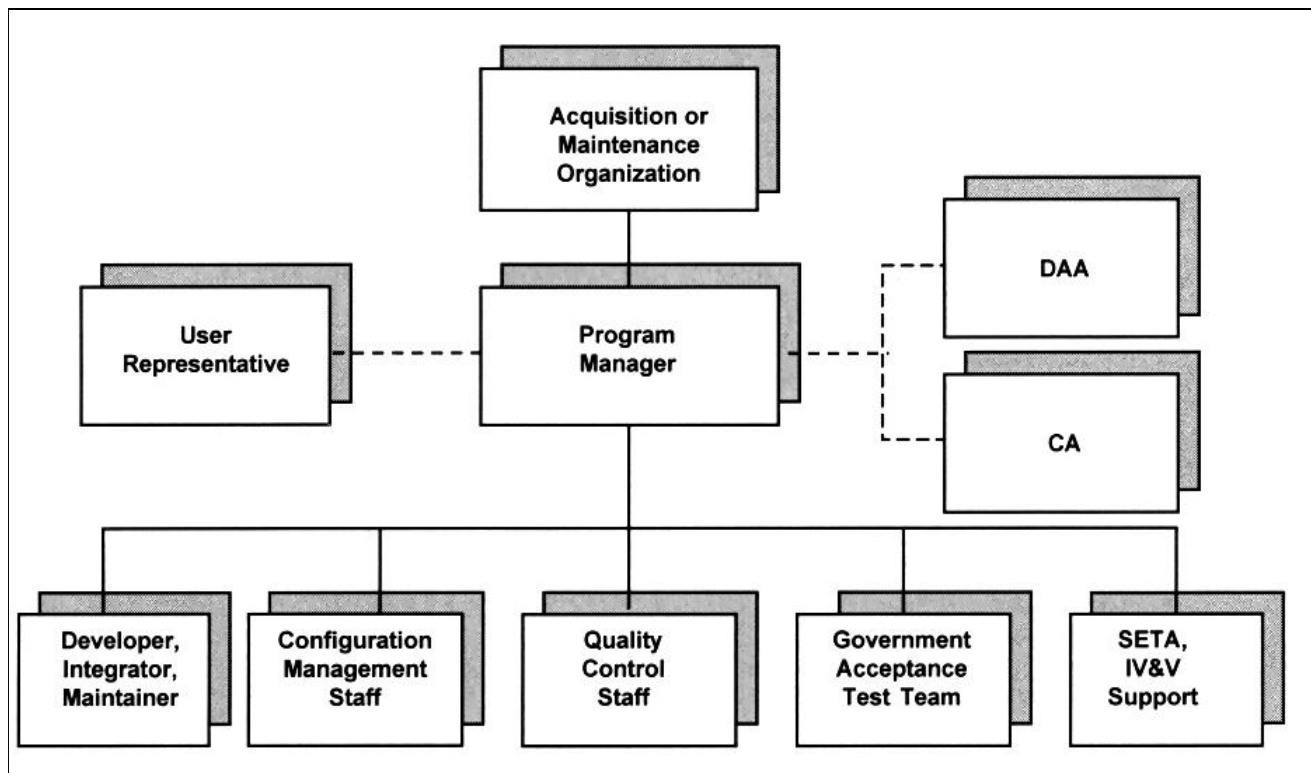 Acquisition or
Maintenance
Organization
DAA
User
Representative
Program
Manager
CA
Developer,
Integrator,
Maintainer
Configuration
Management
Staff
Quality
Control
Staff
Government
Acceptance
Test Team
SETA,
IV&V
Support